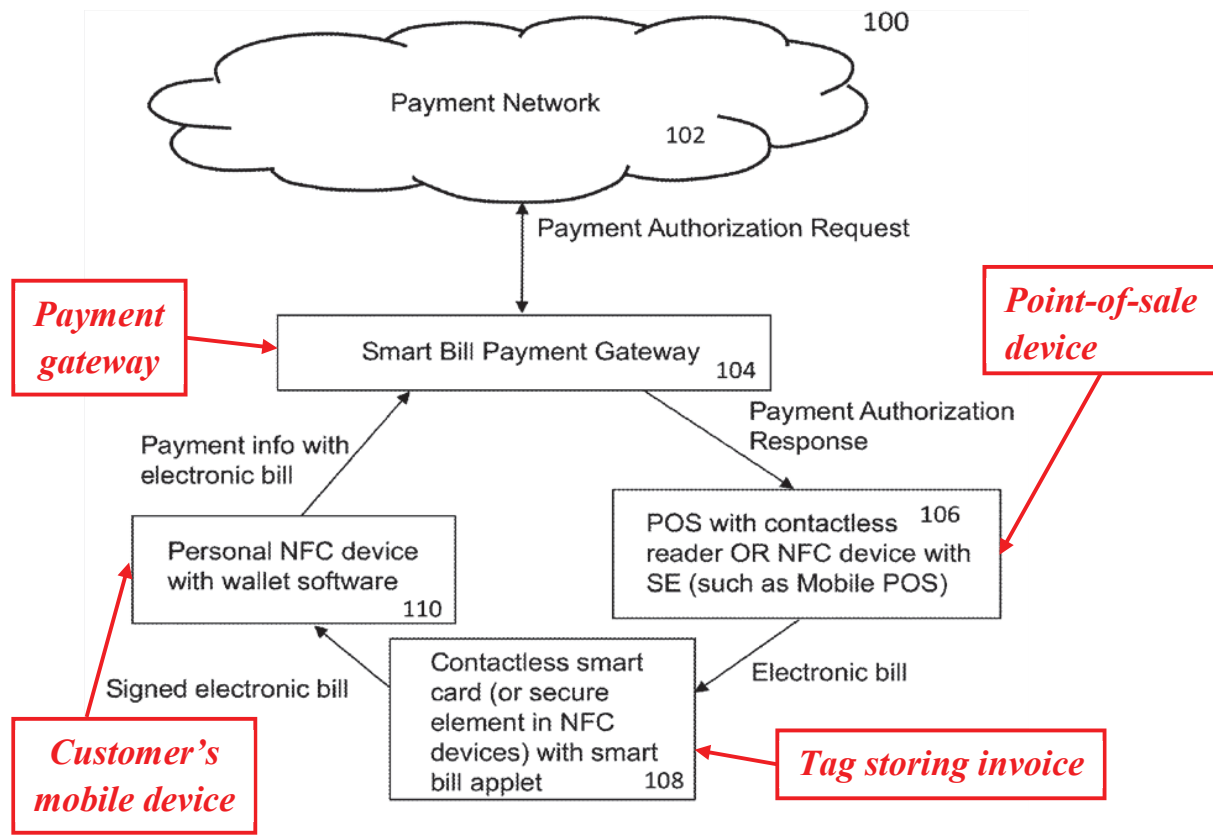 100
Payment Network
102
Payment Authorization Request
Payment
gateway
Point-of-sale
device
Smart Bill Payment Gateway
104
Payment info with
electronic bill
Payment Authorization
Response
Personal NFC device
with wallet software
110
POS with contactless
106
reader OR NFC device with
SE (such as Mobile POS)
Signed electronic bill
Contactless smart
card (or secure
element in NFC
devices) with smart
bill applet
108
Electronic bill
Customer’s
mobile device
Tag storing invoice